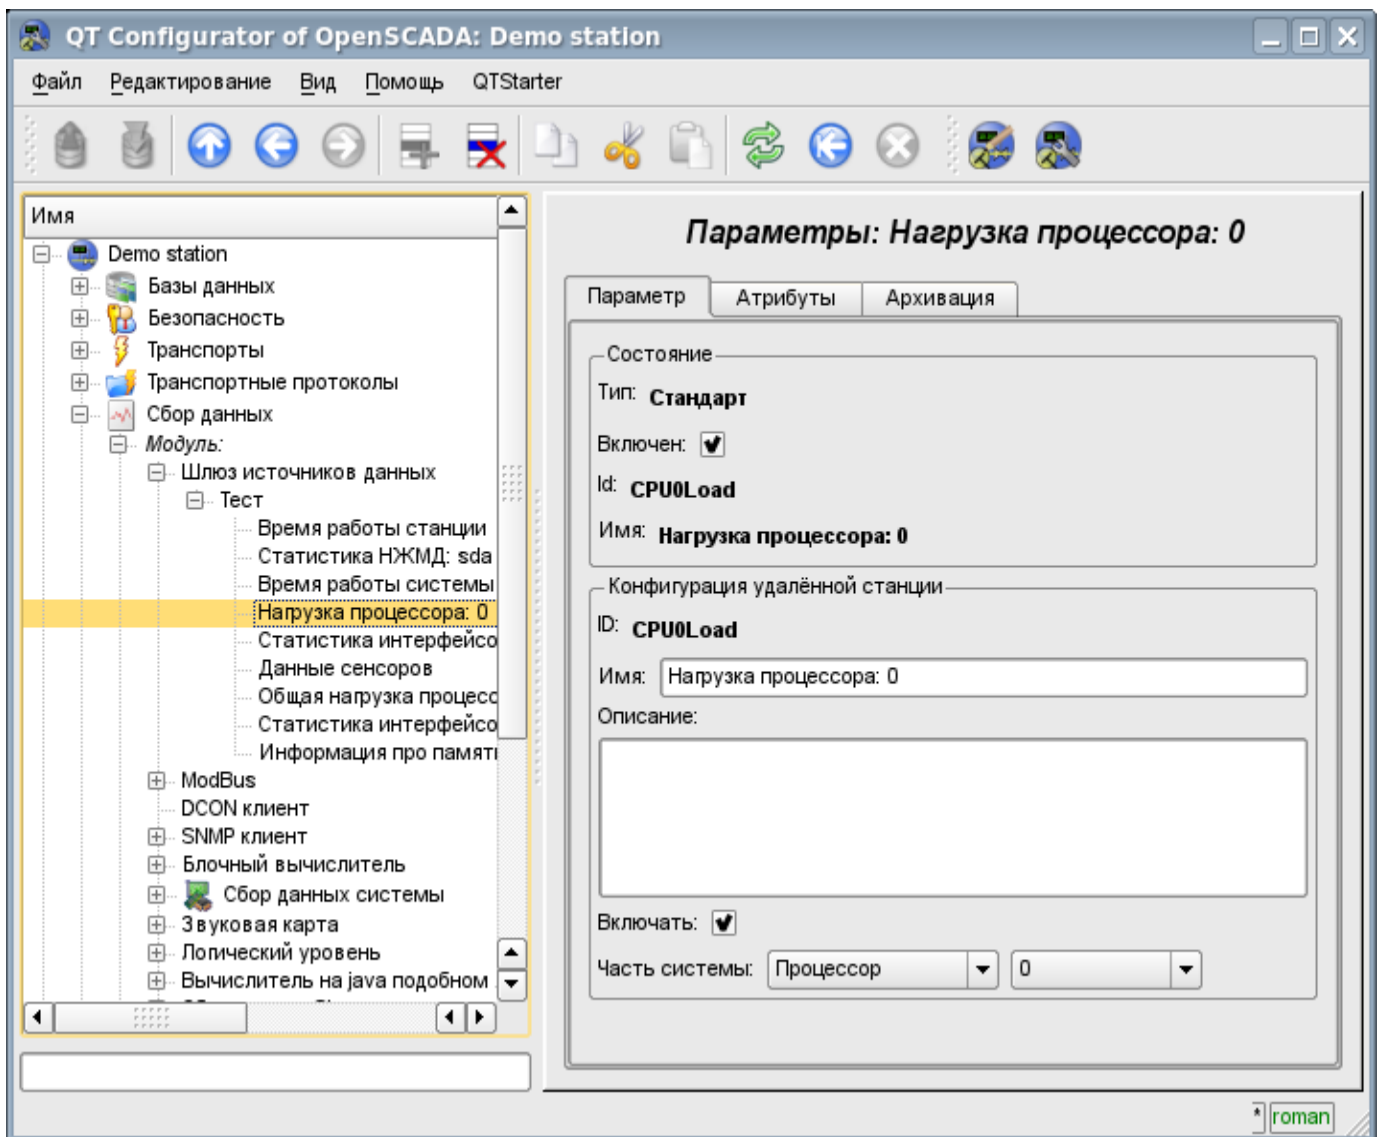 QT Configurator of OpenSCADA: Demo station
Файл Редактирование Вид Помощь QTStarter
Имя
Demo station
Базы данных
Безопасность
Транспорты
Транспортные протоколы
Сбор данных
Модуль:
Шлюз источников данных
Тест
Время работы станции
Статистика НЖМД: sda
Время работы системы
Нагрузка процессора: 0
Статистика интерфейсо
Данные сенсоров
Общая нагрузка процесс
Статистика интерфейсо
Информация про памят
ModBus
DCON клиент
SNMP клиент
Блочный вычислитель
Сбор данных системы
Звуковая карта
Логический уровень
Вычислитель на java подобном
Параметры: Нагрузка процессора: 0
Параметр Атрибуты Архивация
Состояние
Тип: Стандарт
Включен:
Id: CPU0Load
Имя: Нагрузка процессора: 0
Конфигурация удалённой станции
ID: CPU0Load
Имя: Нагрузка процессора: 0
Описание:
Включать:
Часть системы: Процессор 0
* roman